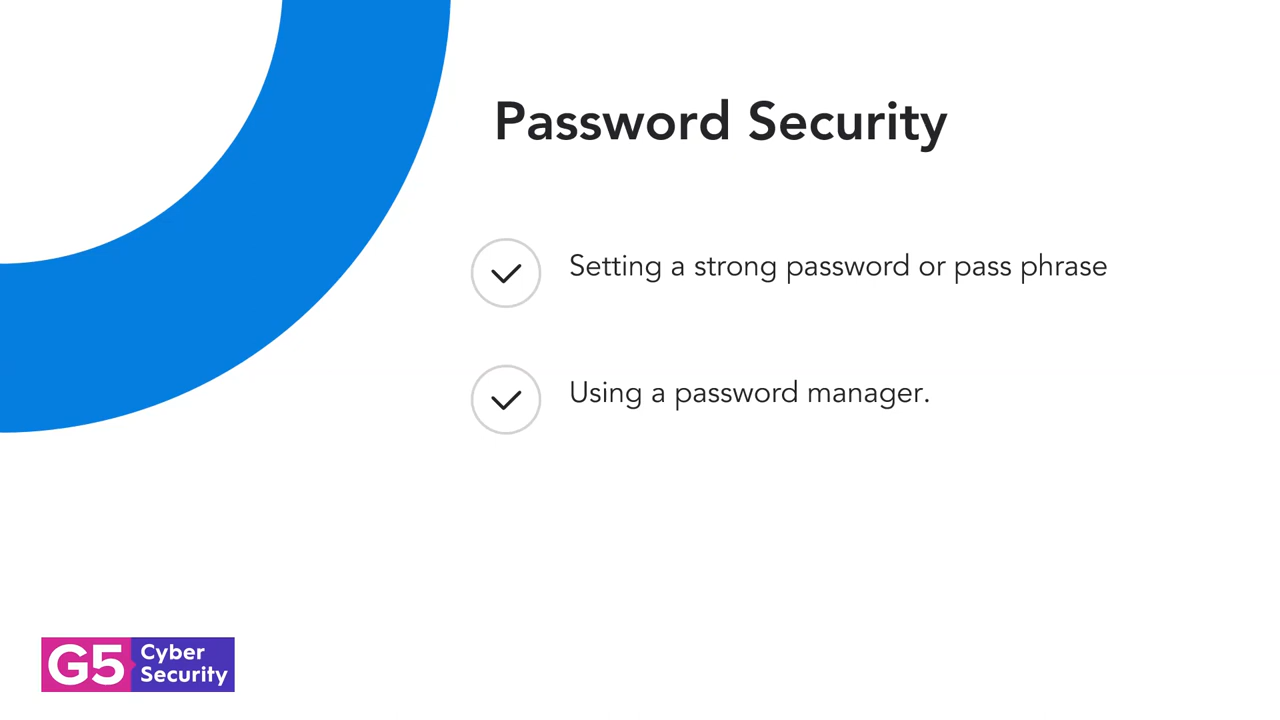 Password Security
Setting a strong password or pass phrase
Using a password manager.
G5 Cyber
Security